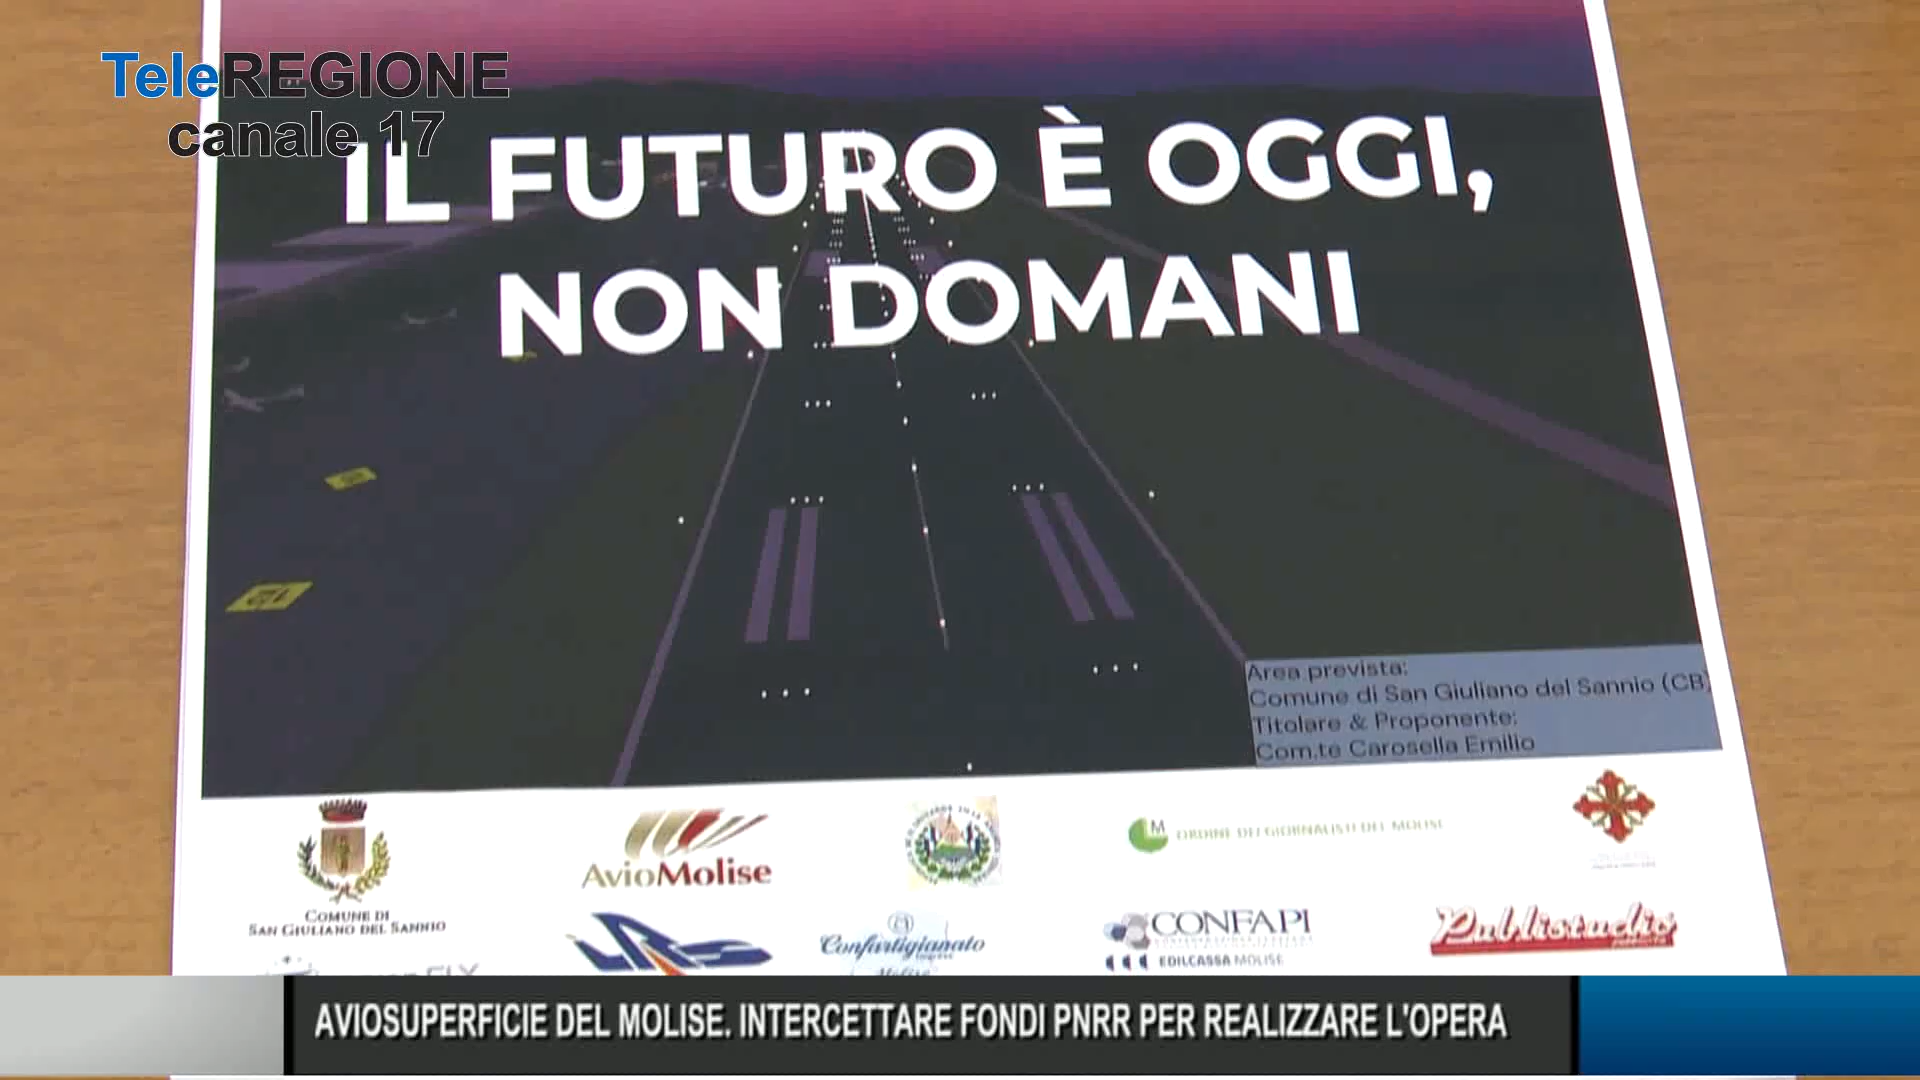 TeleREGIONE
canale 17
IL FUTURO È OGGI,
NON DOMANI
Area prevista:
Comune di San Giuliano del Sannio (CB)
Titolare & Proponente:
Com.te Carosella Emilio
COMUNE DI
SAN GIULIANO DEL SANNIO
AvioMolise
M ORDINE DEI GIORNALISTI DEL MOLISE
Confartigianato
Molise
CONFAPI
EDILCASSA MOLISE
Publistudio
FLY
AVIOSUPERFICIE DEL MOLISE. INTERCETTARE FONDI PNRR PER REALIZZARE L'OPERA